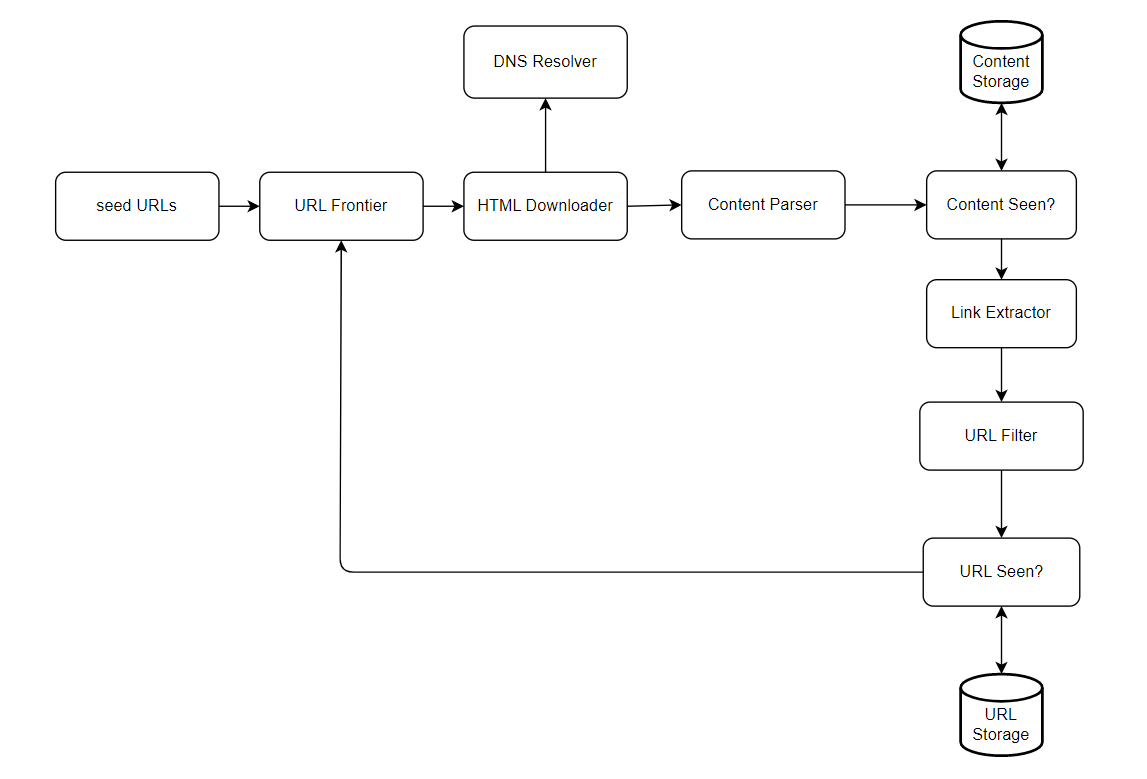 DNS Resolver
Content
Storage
seed URLs
URL Frontier
HTML Downloader
Content Parser
Content Seen?
Link Extractor
URL Filter
URL Seen?
URL
Storage